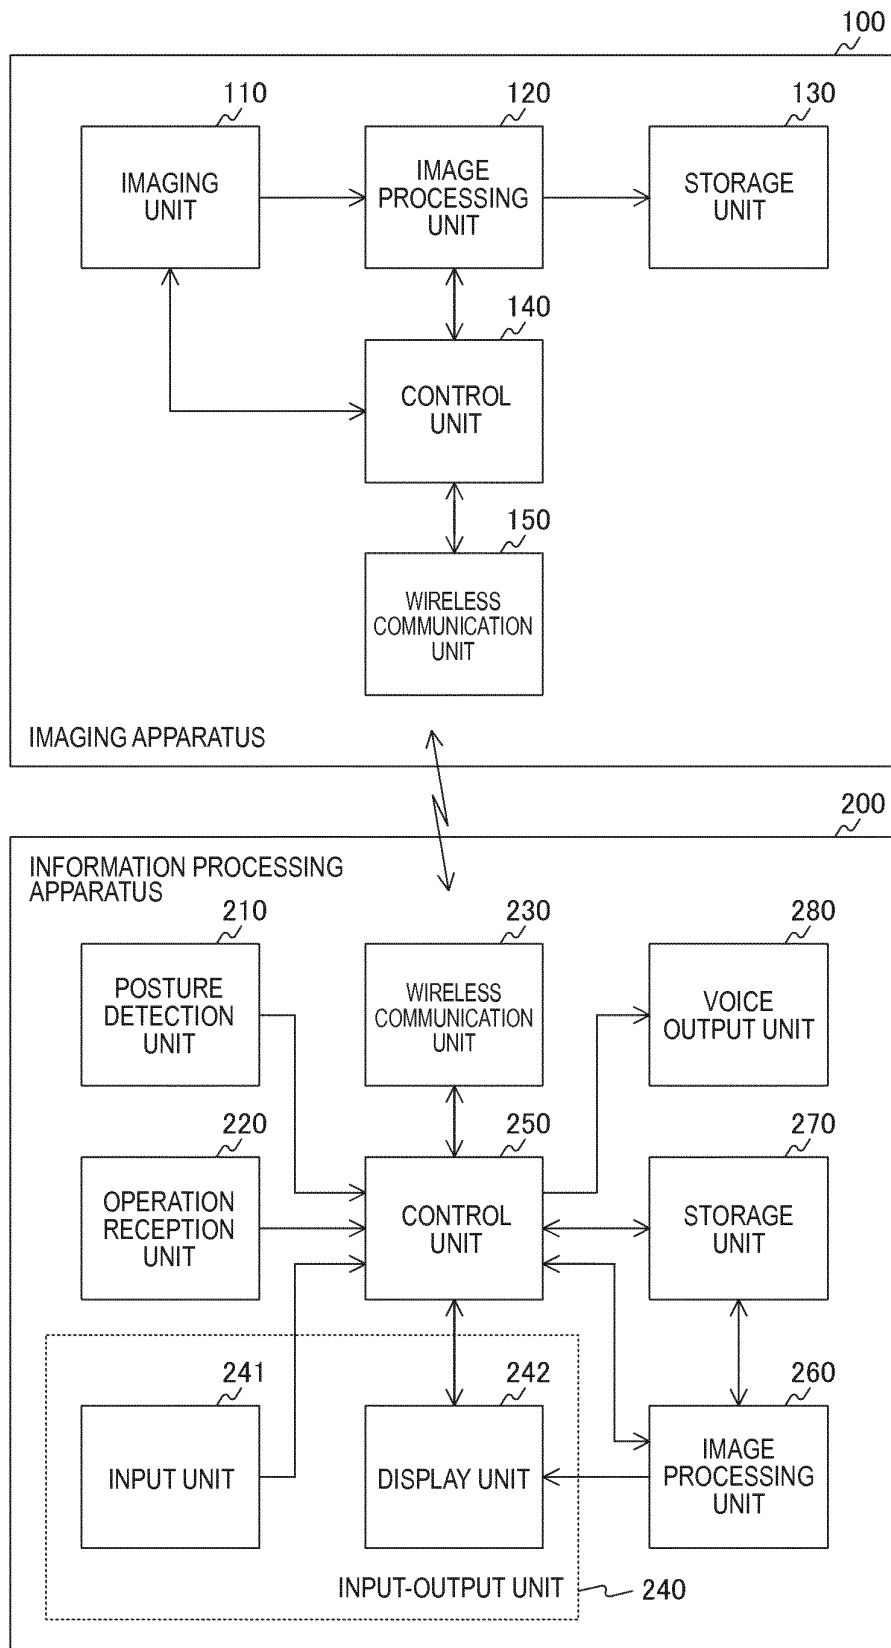 100
110
120
130
IMAGING
UNIT
IMAGE
PROCESSING
UNIT
STORAGE
UNIT
140
CONTROL
UNIT
150
WIRELESS
COMMUNICATION
UNIT
IMAGING APPARATUS
200
INFORMATION PROCESSING
APPARATUS
210
230
280
POSTURE
DETECTION
UNIT
WIRELESS
COMMUNICATION
UNIT
VOICE
OUTPUT UNIT
220
250
270
OPERATION
RECEPTION
UNIT
CONTROL
UNIT
STORAGE
UNIT
241
242
260
INPUT UNIT
DISPLAY UNIT
IMAGE
PROCESSING
UNIT
INPUT-OUTPUT UNIT
240